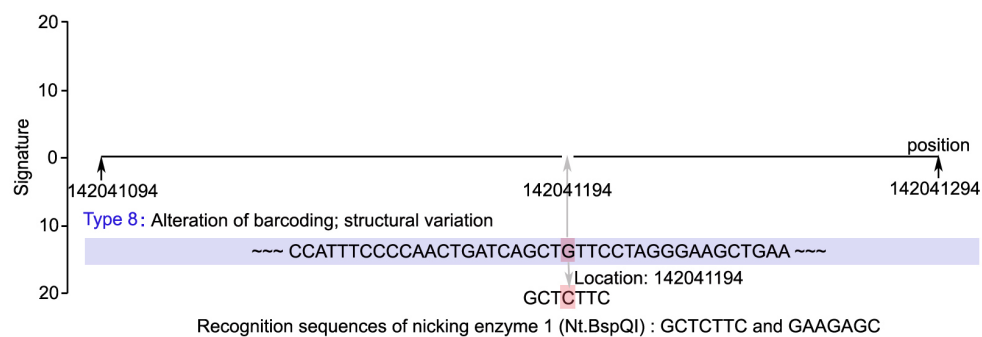 20
10
0
10
20
Signature
position
142041094
142041194
142041294
Type 8: Alteration of barcoding; structural variation
~~~ CCATTTCCCCAACTGATCAGCTGTTCCTAGGGAAGCTGAA ~~~
Location: 142041194
GCTCTTC
Recognition sequences of nicking enzyme 1 (Nt.BspQI) : GCTCTTC and GAAGAGC